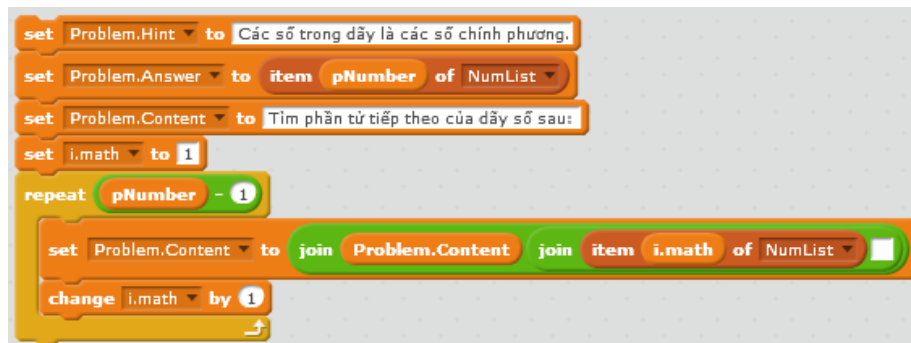 set Problem.Hint to Các số trong dãy là các số chính phương.
set Problem.Answer to item pNumber of NumList
set Problem.Content to Tìm phần tử tiếp theo của dãy số sau:
set i.math to 1
repeat pNumber - 1
set Problem.Content to join Problem.Content join item i.math of NumList
change i.math by 1